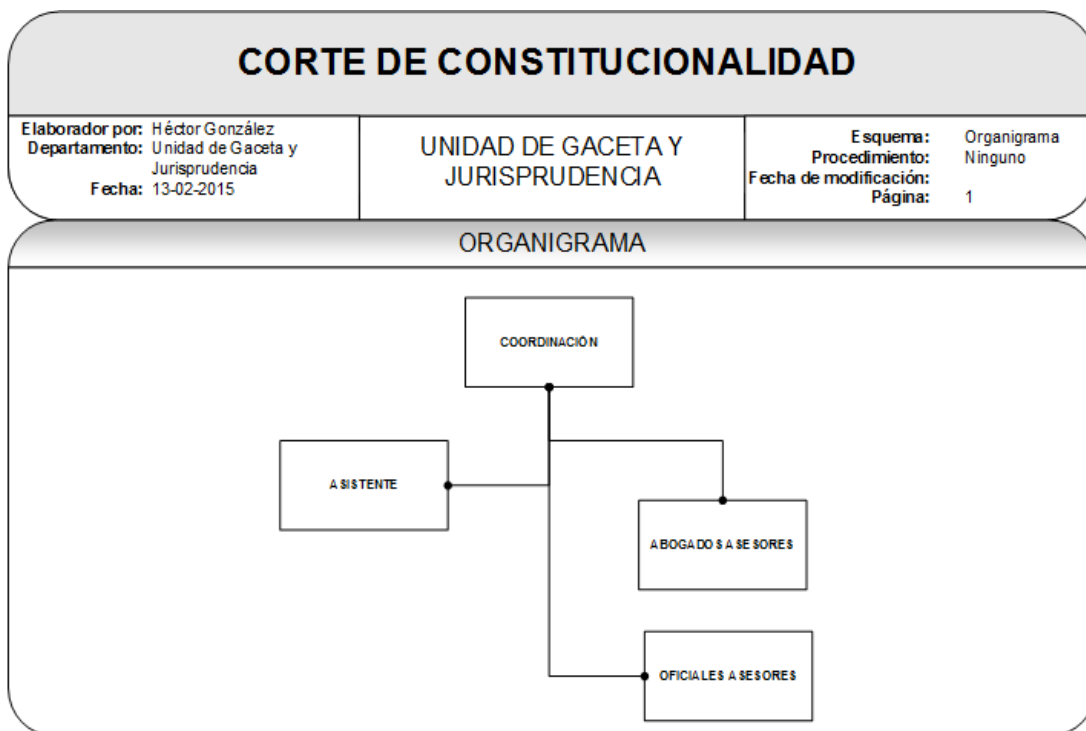 CORTE DE CONSTITUCIONALIDAD
Elaborador por: Héctor González
Departamento: Unidad de Gaceta y
Jurisprudencia
Fecha: 13-02-2015
UNIDAD DE GACETA Y
JURISPRUDENCIA
Esquema: Organigrama
Procedimiento: Ninguno
Fecha de modificación:
Página: 1
ORGANIGRAMA
COORDINACIÓN
ASISTENTE
ABOGADOS ASESORES
OFICIALES ASESORES